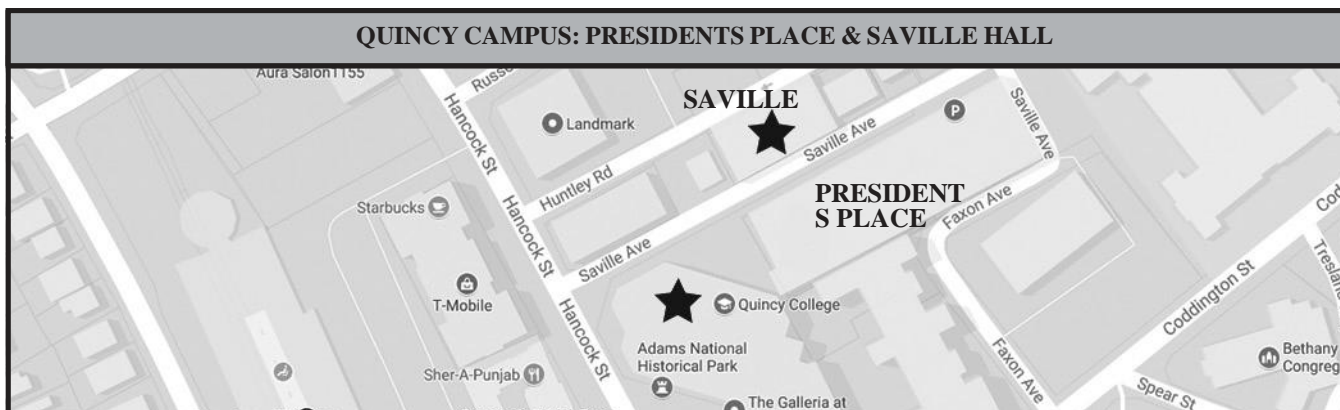 QUINCY CAMPUS: PRESIDENTS PLACE & SAVILLE HALL
Aura Salon1155
Hancock St
Landmark
SAVILLE
Saville Ave
P
Saville Ave
Huntley Rd
Starbucks
Hancock St
PRESIDENT
S PLACE
Faxon Ave
Saville Ave
Coddington St
T-Mobile
Hancock St
Quincy College
Adams National
Historical Park
Sher-A-Punjab
Faxon Ave
Bethany
Spear St
The Galleria at